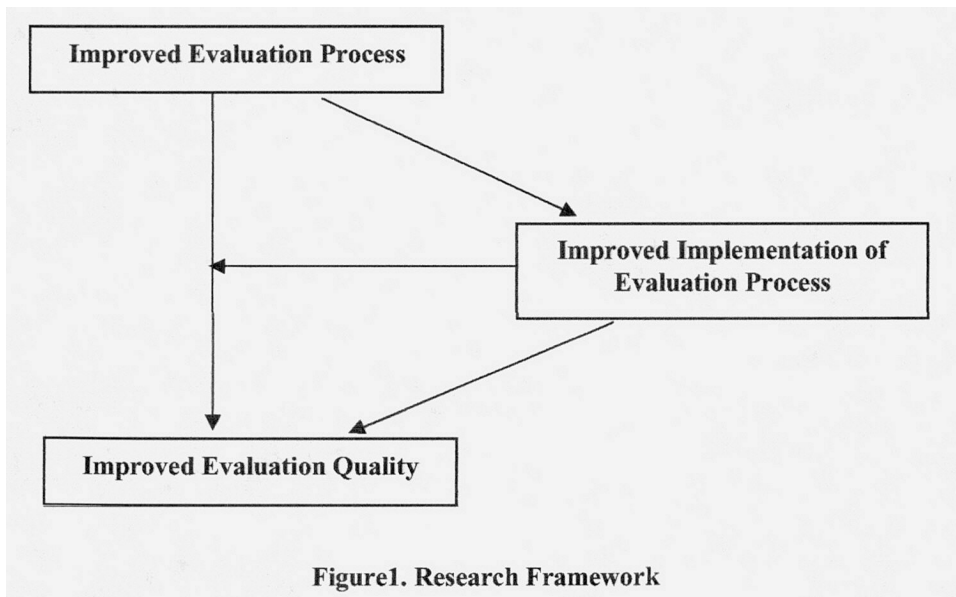 Improved Evaluation Process
Improved Implementation of
Evaluation Process
Improved Evaluation Quality
Figure1. Research Framework